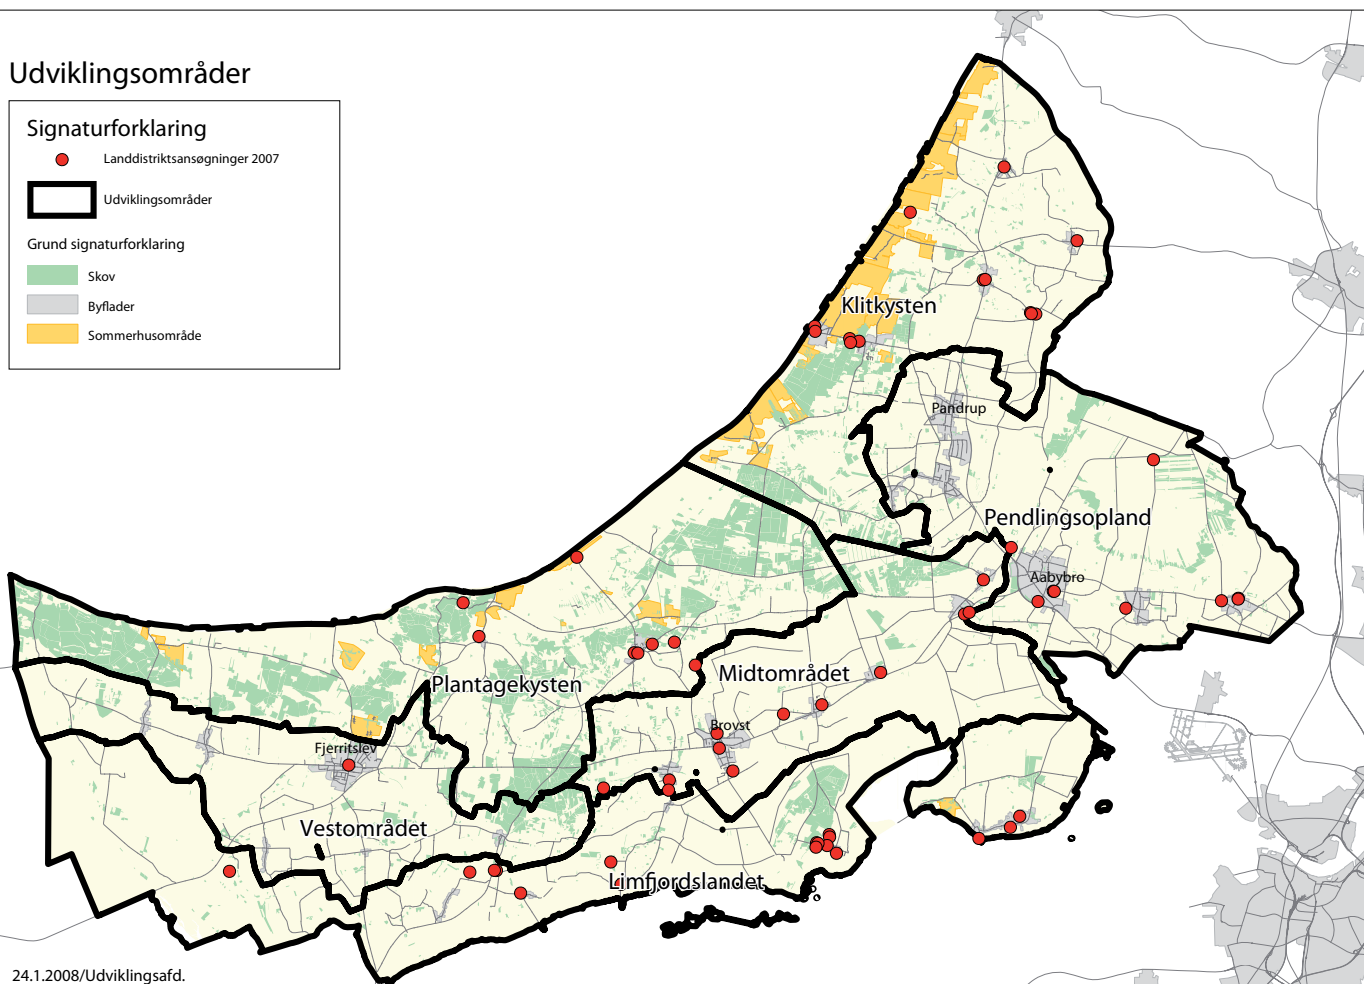 Udviklingsområder
Signaturforklaring
Landdistriktsansøgninger 2007
Udviklingsområder
Grund signaturforklaring
Skov
Byflader
Sommerhusområde
Klitkysten
Pandrup
Pendlingsopland
Aabybro
Midtområdet
Plantagekysten
Brovst
Fjerritslev
Vestområdet
Limfjordslandet
24.1.2008/Udviklingsafd.